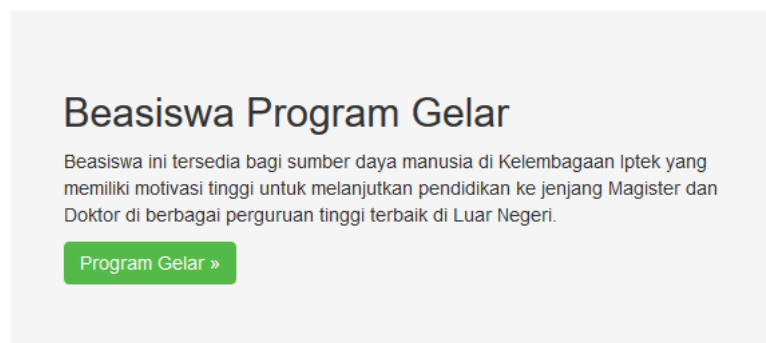 Beasiswa Program Gelar
Beasiswa ini tersedia bagi sumber daya manusia di Kelembagaan Iptek yang
memiliki motivasi tinggi untuk melanjutkan pendidikan ke jenjang Magister dan
Doktor di berbagai perguruan tinggi terbaik di Luar Negeri.
Program Gelar »